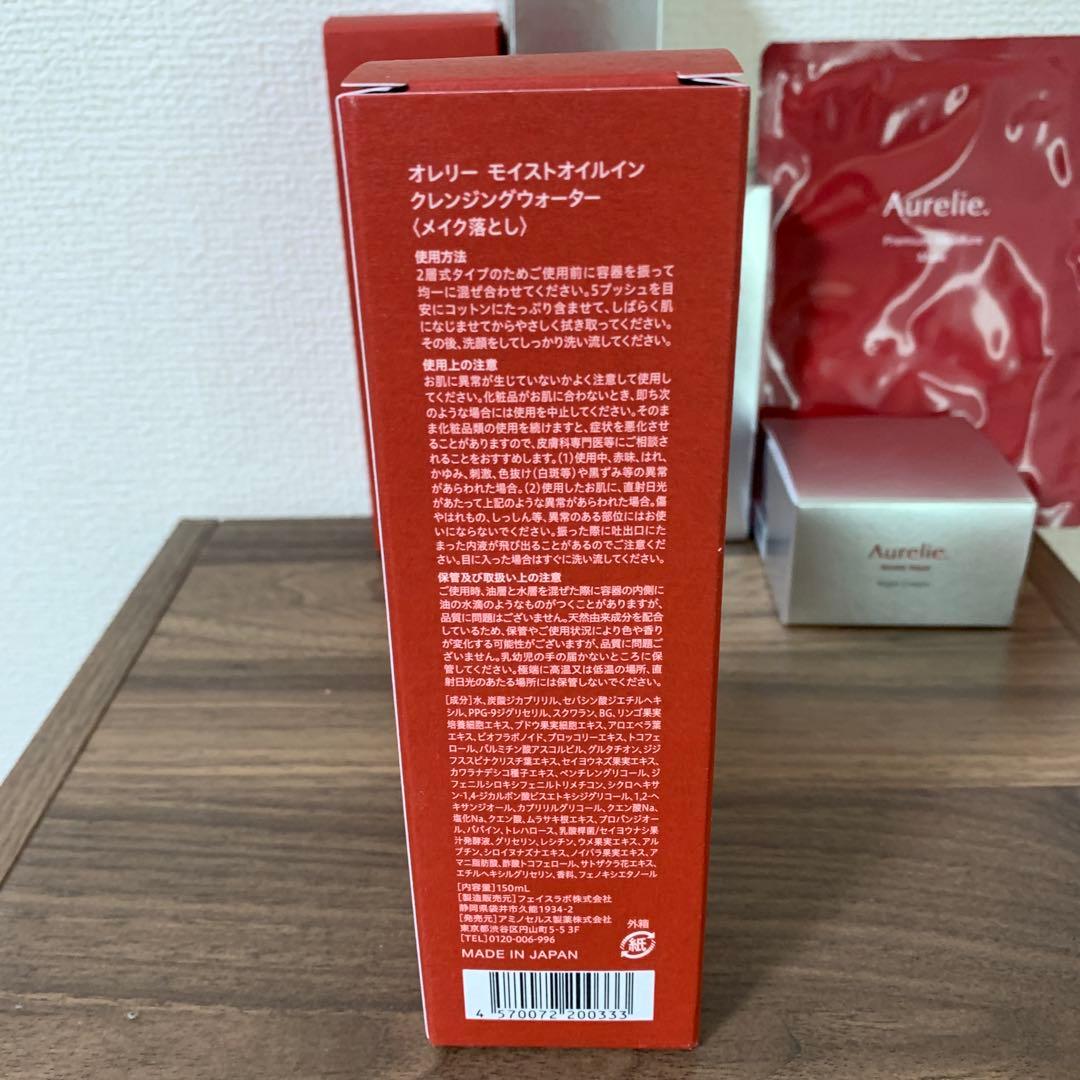 オレリー モイストオイルイン
クレンジングウォーター
〈メイク落とし〉
使用方法
2層式タイプのためご使用前に容器を振って
均一に混ぜ合わせてください。5プッシュを目
安にコットンにたっぷり含ませて、しばらく肌
になじませてからやさしく拭き取ってください。
その後、洗顔をしてしっかり洗い流してください。
使用上の注意
お肌に異常が生じていないかよく注意して使用し
てください。化粧品がお肌に合わないとき、即ち次
のような場合には使用を中止してください。そのま
ま化粧品類の使用を続けますと、症状を悪化させ
ることがありますので、皮膚科専門医等にご相談さ
れることをおすすめします。(1)使用中、赤味、はれ、
かゆみ、刺激、色抜け(白斑等)や黒ずみ等の異常
があらわれた場合。(2)使用したお肌に、直射日光
があたって上記のような異常があらわれた場合。傷
やはれもの、しっしん等、異常のある部位にはお使
いにならないでください。振った際に吐出口にた
まった内液が飛び出ることがあるのでご注意くだ
さい。目に入った場合はすぐに洗い流してください。
保管及び取扱い上の注意
ご使用時、油層と水層を混ぜた際に容器の内側に
油の水滴のようなものがつくことがありますが、
品質に問題はございません。天然由来成分を配合
しているため、保管やご使用状況により色や香り
が変化する可能性がございますが、品質に問題ご
ざいません。乳幼児の手の届かないところに保
管してください。極端に高温又は低温の場所、直
射日光のあたる場所には保管しないでください。
[成分]水、炭酸ジカプリリル、セバシン酸ジエチルヘキ
シル、PPG-9ジグリセリル、スクワラン、BG、リンゴ果実
培養細胞エキス、ブドウ果実細胞エキス、アロエベラ葉
エキス、ビオフラボノイド、ブロッコリーエキス、トコフェ
ロール、パルミチン酸アスコルビル、グルタチオン、ジジ
フススピナクリスチ葉エキス、セイヨウネズ果実エキス、
カワラナデシコ種子エキス、ペンチレングリコール、ジ
フェニルシロキシフェニルトリメチコン、シクロヘキサ
ン-1,4-ジカルボン酸ビスエトキシジグリコール、1,2-ヘ
キサンジオール、カプリリルグリコール、クエン酸Na、
塩化Na、クエン酸、ムラサキ根エキス、プロパンジオー
ル、パパイン、トレハロース、乳酸桿菌/セイヨウナシ果
汁発酵液、グリセリン、レシチン、ウメ果実エキス、アル
ブチン、シロイヌナズナエキス、ノイバラ果実エキス、ア
マニ脂肪酸、酢酸トコフェロール、サトザクラ花エキス、
エチルヘキシルグリセリン、香料、フェノキシエタノール
[内容量]150mL
[製造販売元]フェイスラボ株式会社
静岡県袋井市久能1934-2
[発売元]アミノセルス製薬株式会社
東京都渋谷区円山町5-5 3F
[TEL]0120-006-996
MADE IN JAPAN
外箱
紙
4 570072 200333
Aurelie.
Aurelie.